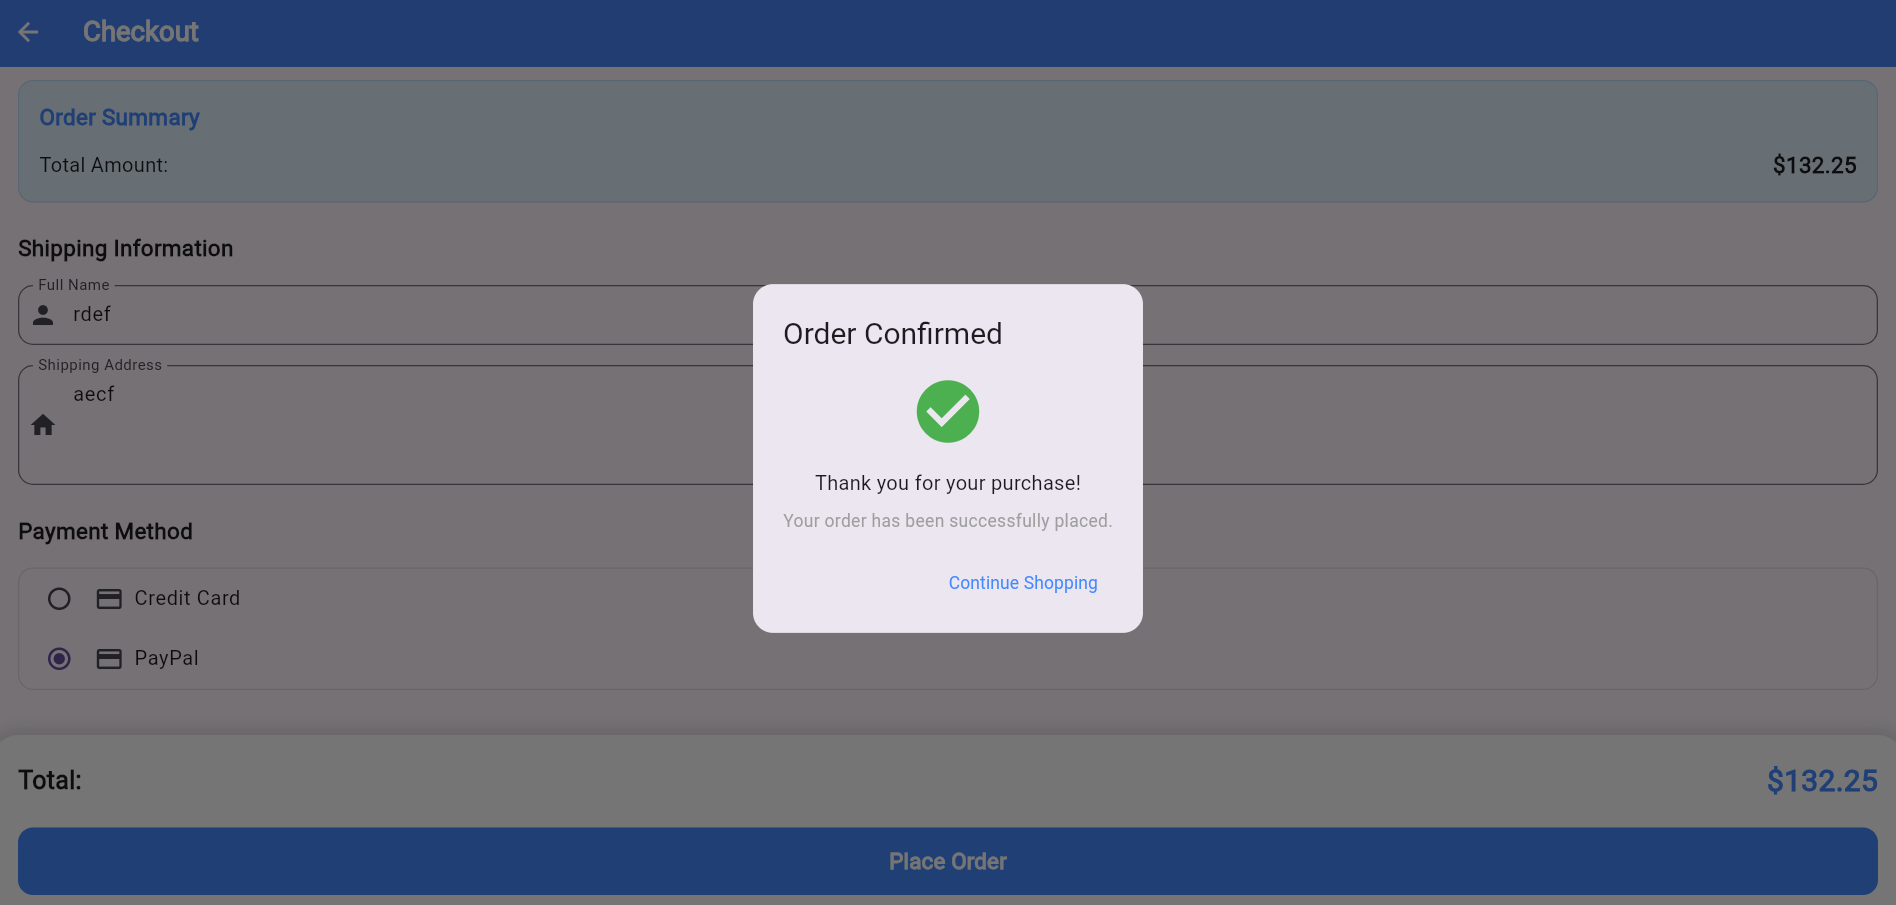 Checkout
Order Summary
Total Amount: $132.25
Shipping Information
Full Name
rdef
Shipping Address
aecf
Payment Method
Credit Card
PayPal
Order Confirmed
Thank you for your purchase!
Your order has been successfully placed.
Continue Shopping
Total: $132.25
Place Order